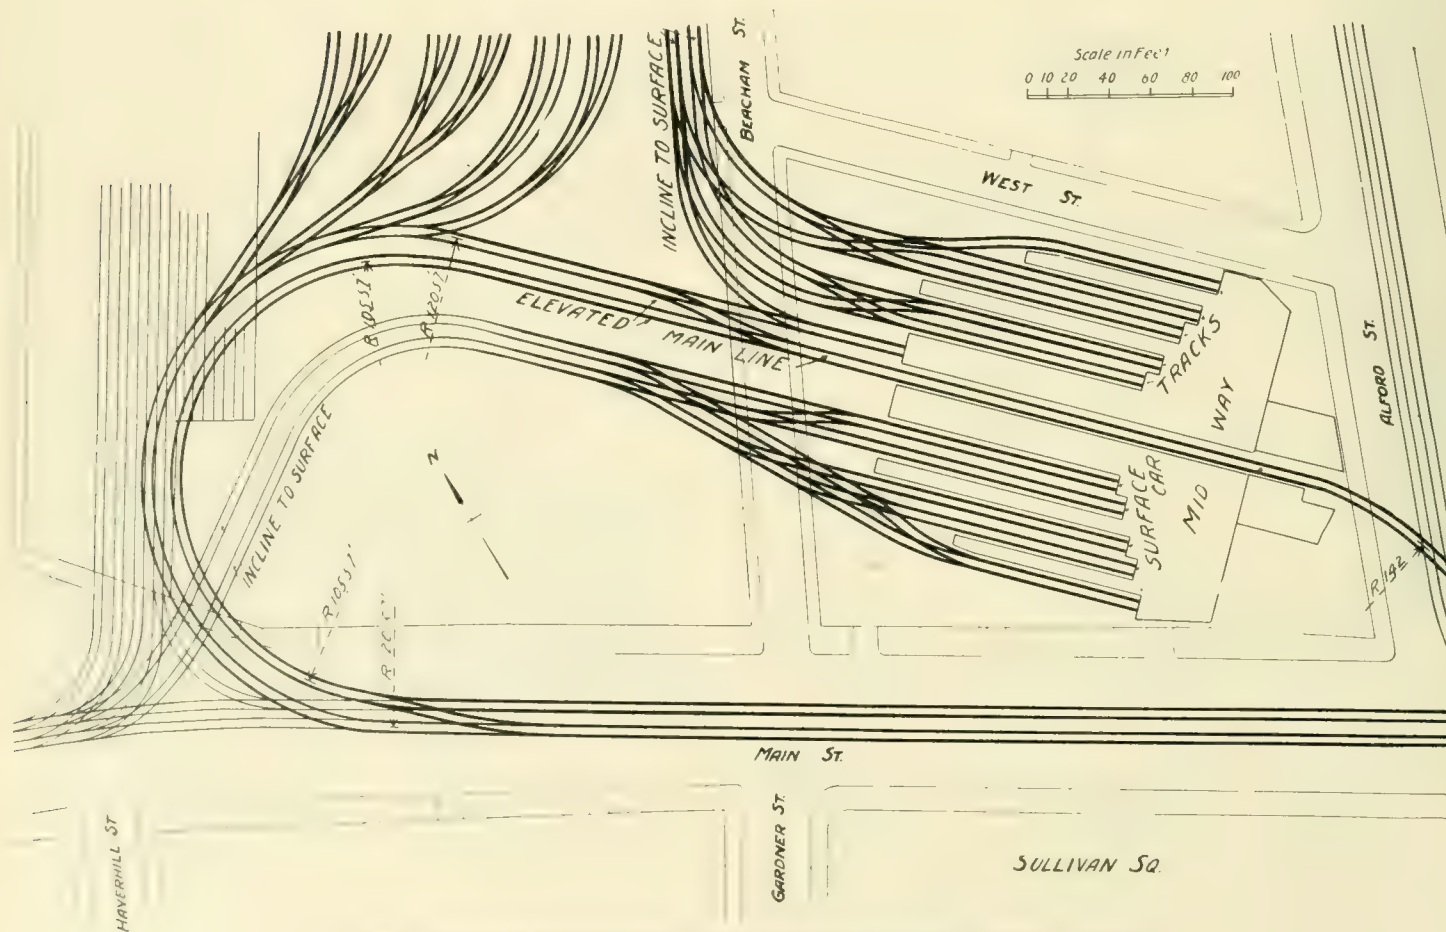 Scale in Feet
0 10 20 40 60 80 100
BEACHAM ST.
INCLINE TO SURFACE
WEST ST.
ELEVATED MAIN LINE
ALFORD ST.
TRACKS
SURFACE CAR
MID WAY
N
INCLINE TO SURFACE
R 192
MAIN ST.
GARDNER ST.
HAVERHILL ST
SULLIVAN SQ.